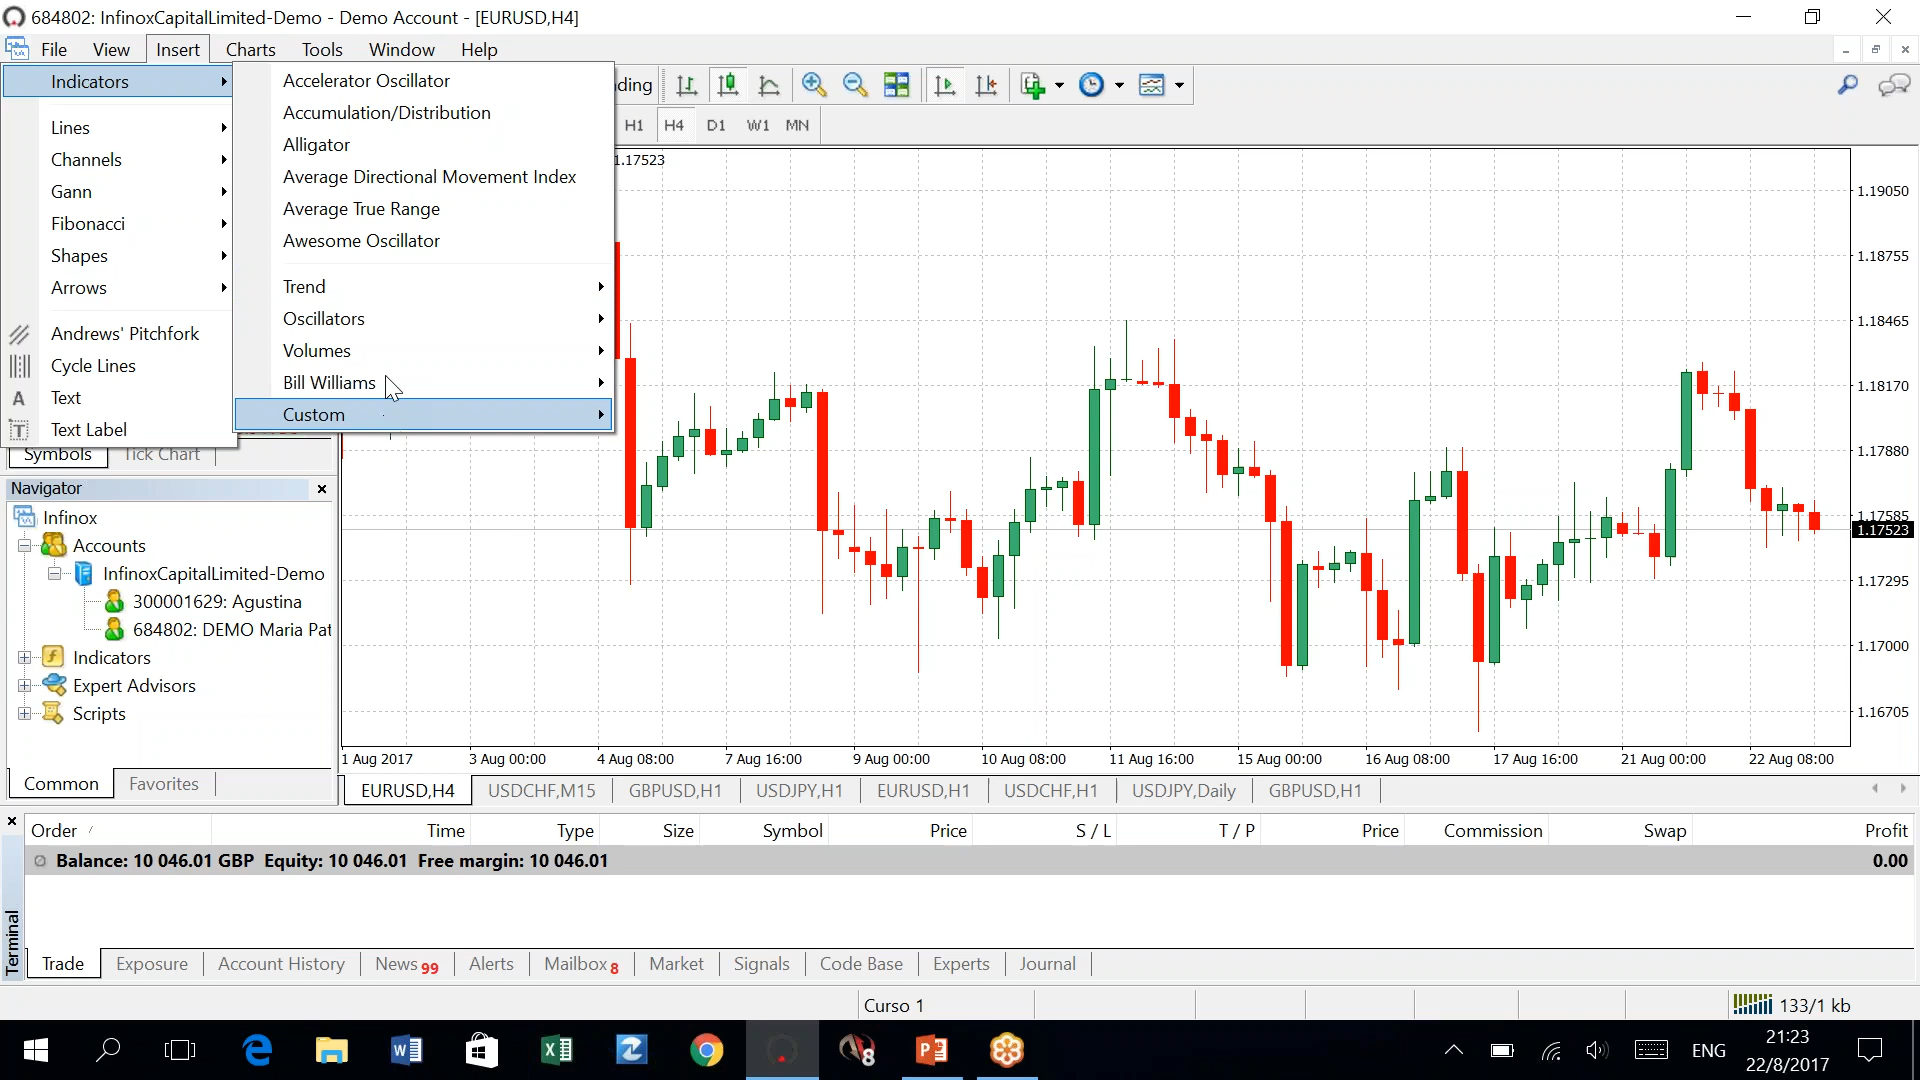 684802: InfinoxCapitalLimited-Demo - Demo Account - [EURUSD,H4]
File View Insert Charts Tools Window Help
Indicators
Lines
Channels
Gann
Fibonacci
Shapes
Arrows
Andrews' Pitchfork
Cycle Lines
A Text
T Text Label
Accelerator Oscillator
Accumulation/Distribution
Alligator
Average Directional Movement Index
Average True Range
Awesome Oscillator
Trend
Oscillators
Volumes
Bill Williams
Custom
ding
H1 H4 D1 W1 MN
1.17523
1.19050
1.18755
1.18465
1.18170
1.17880
1.17585
1.17523
1.17295
1.17000
1.16705
Symbols Tick Chart
Navigator
Infinox
Accounts
InfinoxCapitalLimited-Demo
300001629: Agustina
684802: DEMO Maria Pat
Indicators
Expert Advisors
Scripts
Common Favorites
1 Aug 2017 3 Aug 00:00 4 Aug 08:00 7 Aug 16:00 9 Aug 00:00 10 Aug 08:00 11 Aug 16:00 15 Aug 00:00 16 Aug 08:00 17 Aug 16:00 21 Aug 00:00 22 Aug 08:00
EURUSD,H4 USDCHF,M15 GBPUSD,H1 USDJPY,H1 EURUSD,H1 USDCHF,H1 USDJPY,Daily GBPUSD,H1
Order / Time Type Size Symbol Price S / L T / P Price Commission Swap Profit
Balance: 10 046.01 GBP Equity: 10 046.01 Free margin: 10 046.01 0.00
Terminal
Trade Exposure Account History News 99 Alerts Mailbox 8 Market Signals Code Base Experts Journal
Curso 1 133/1 kb
8
ENG
21:23
22/8/2017